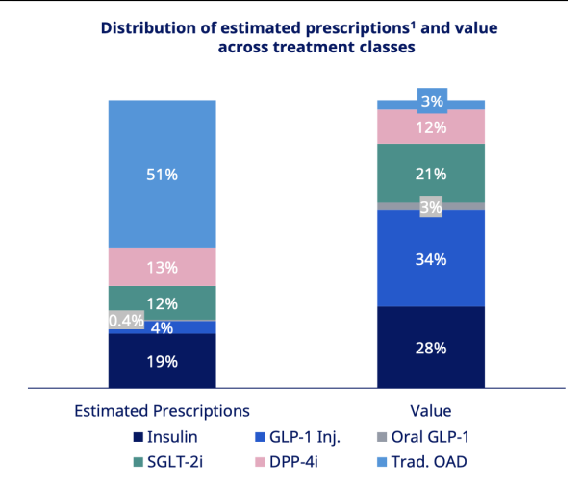 Distribution of estimated prescriptions¹ and value
across treatment classes
51%
13%
12%
0.4%
4%
19%
3%
12%
21%
3%
34%
28%
Estimated Prescriptions
Value
Insulin
GLP-1 Inj.
Oral GLP-1
SGLT-2i
DPP-4i
Trad. OAD